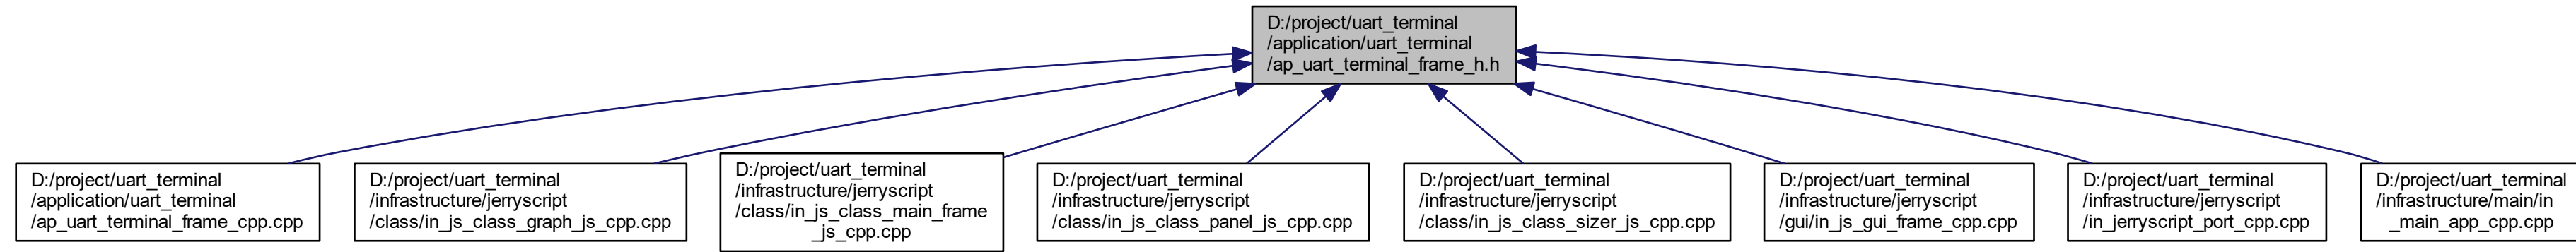 D:/project/uart_terminal
/application/uart_terminal
/ap_uart_terminal_frame_h.h
D:/project/uart_terminal
/application/uart_terminal
/ap_uart_terminal_frame_cpp.cpp
D:/project/uart_terminal
/infrastructure/jerryscript
/class/in_js_class_graph_js_cpp.cpp
D:/project/uart_terminal
/infrastructure/jerryscript
/class/in_js_class_main_frame
_js_cpp.cpp
D:/project/uart_terminal
/infrastructure/jerryscript
/class/in_js_class_panel_js_cpp.cpp
D:/project/uart_terminal
/infrastructure/jerryscript
/class/in_js_class_sizer_js_cpp.cpp
D:/project/uart_terminal
/infrastructure/jerryscript
/gui/in_js_gui_frame_cpp.cpp
D:/project/uart_terminal
/infrastructure/jerryscript
/in_jerryscript_port_cpp.cpp
D:/project/uart_terminal
/infrastructure/main/in
_main_app_cpp.cpp